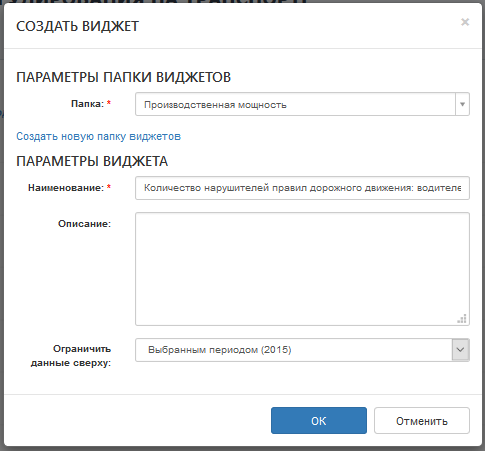 СОЗДАТЬ ВИДЖЕТ
×
ПАРАМЕТРЫ ПАПКИ ВИДЖЕТОВ
Папка: * Производственная мощность
Создать новую папку виджетов
ПАРАМЕТРЫ ВИДЖЕТА
Наименование: * Количество нарушителей правил дорожного движения: водителе
Описание:
Ограничить Выбранным периодом (2015)
данные сверху:
ОК Отменить